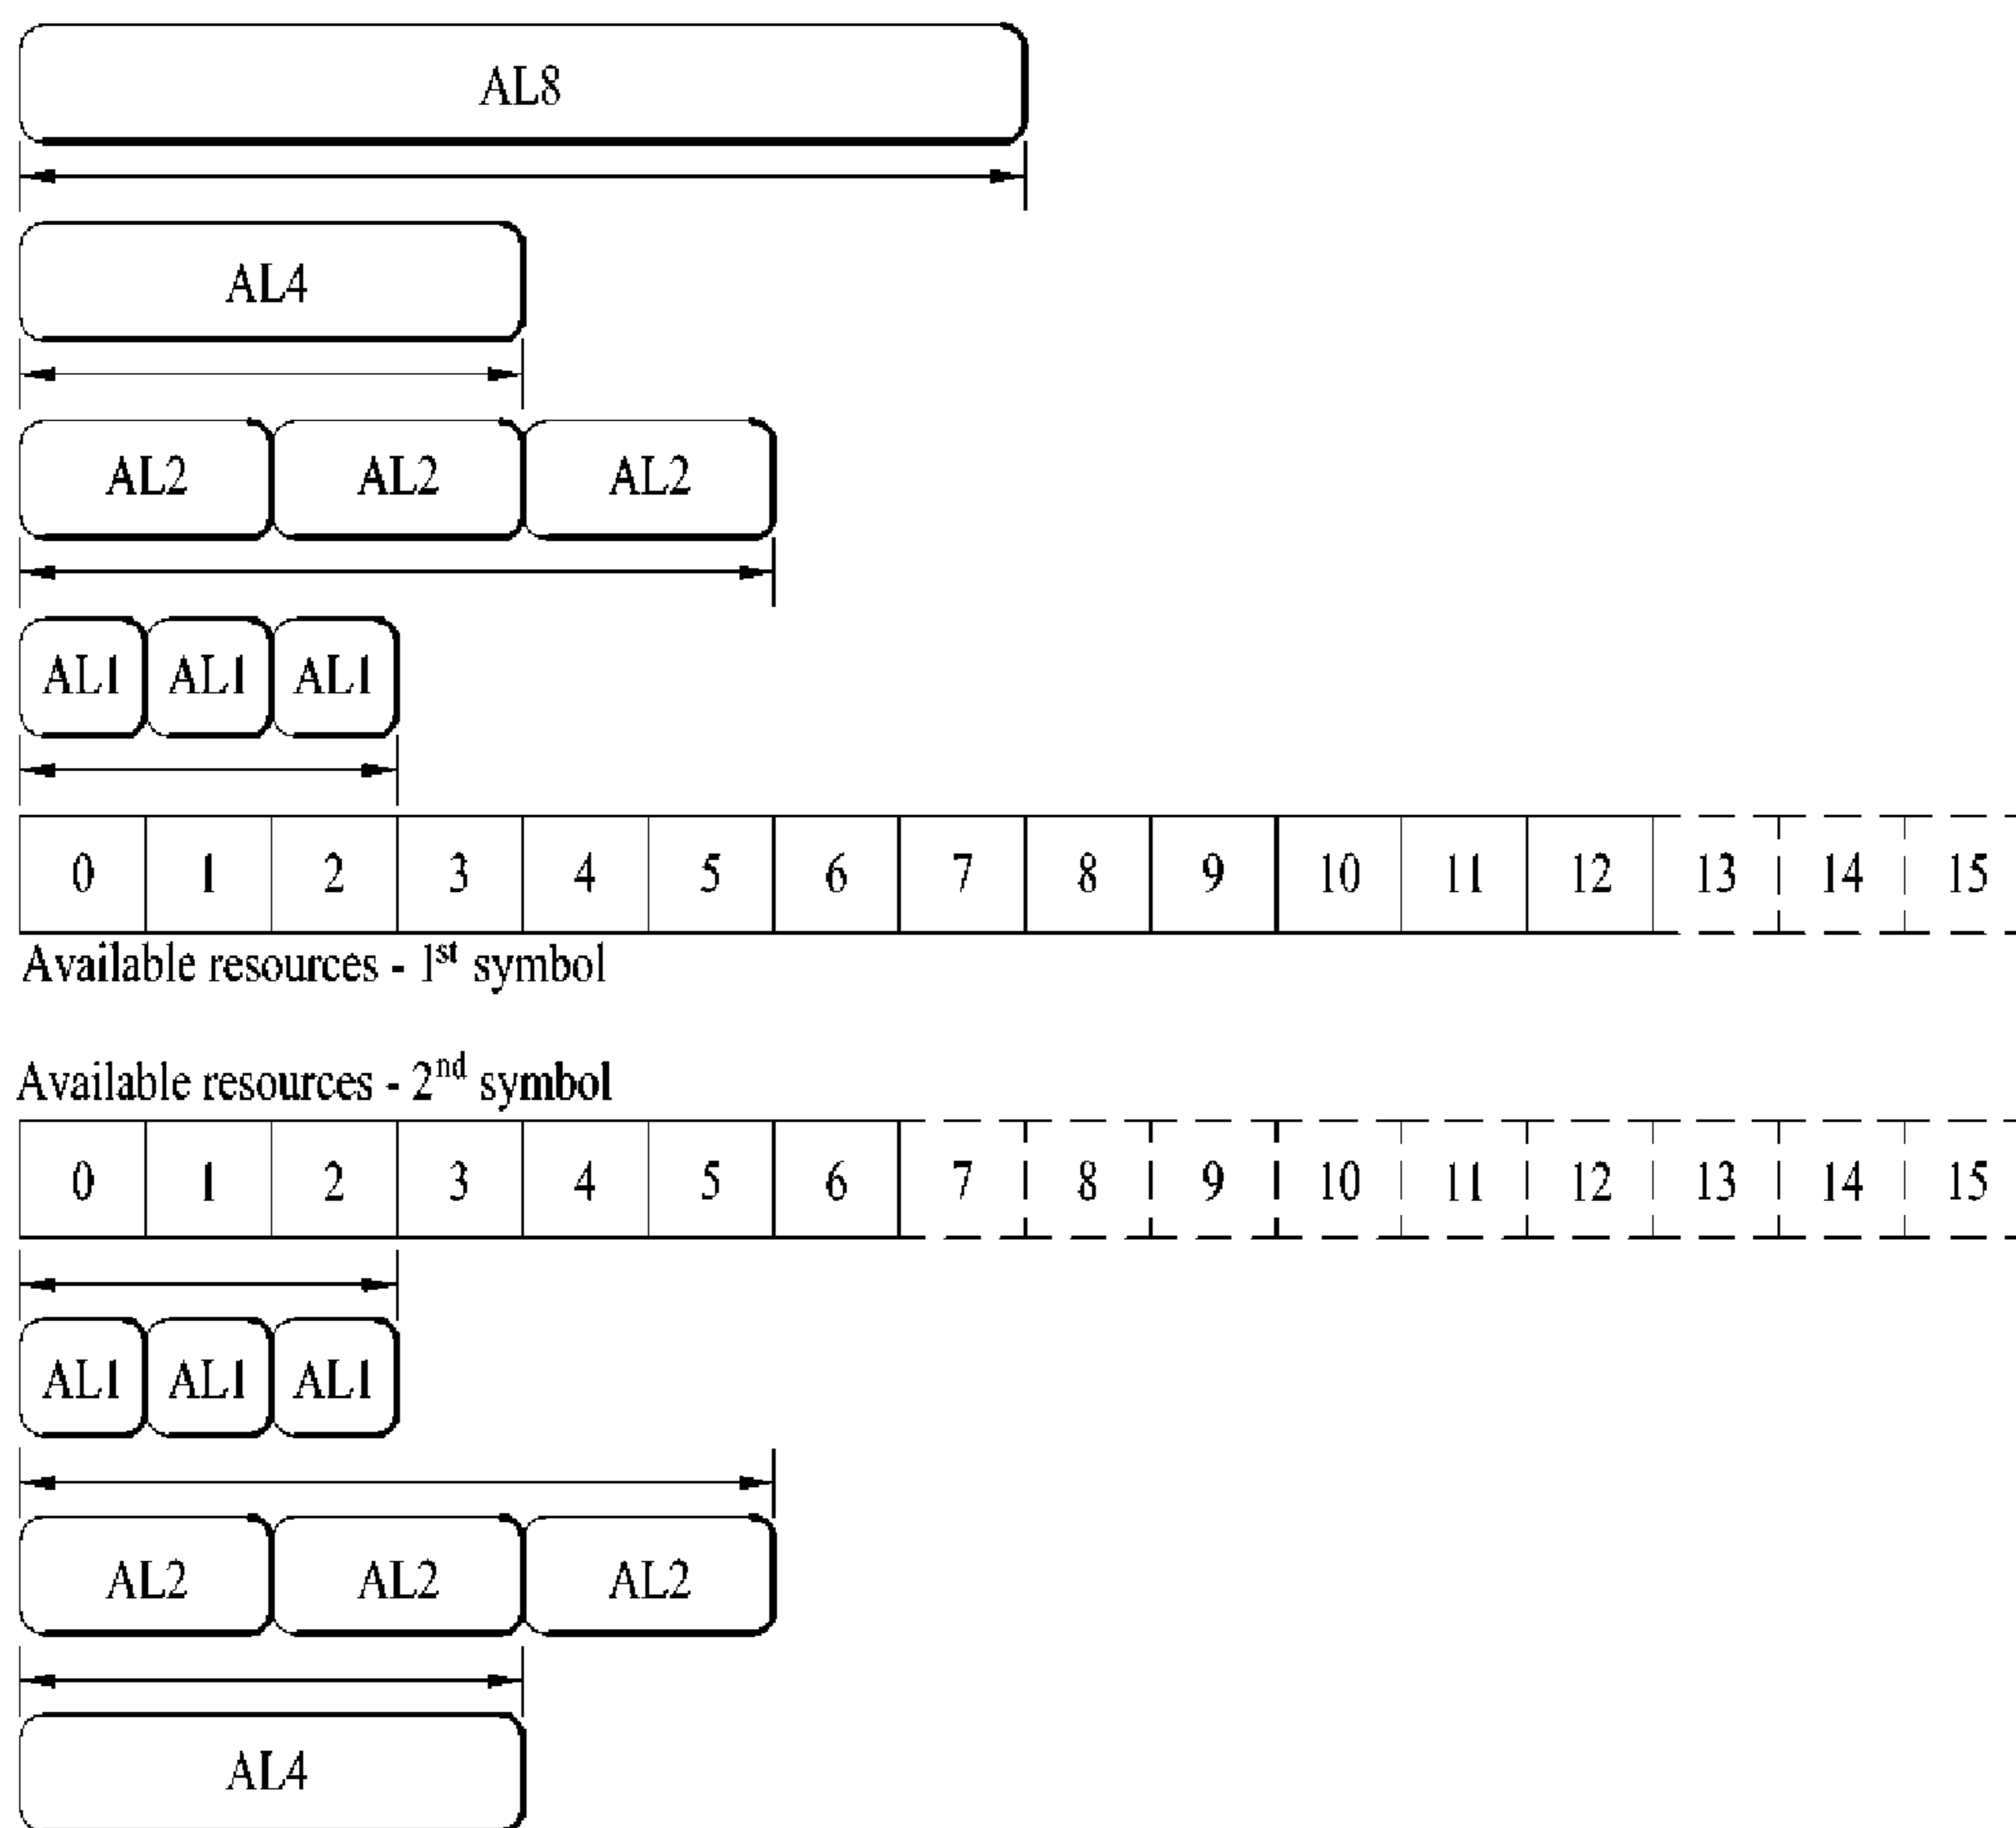 AL8
AL4
AL2 AL2 AL2
AL1 AL1 AL1
0 1 2 3 4 5 6 7 8 9 10 11 12 13 14 15
Available resources - 1st symbol
Available resources - 2nd symbol
0 1 2 3 4 5 6 7 8 9 10 11 12 13 14 15
AL1 AL1 AL1
AL2 AL2 AL2
AL4